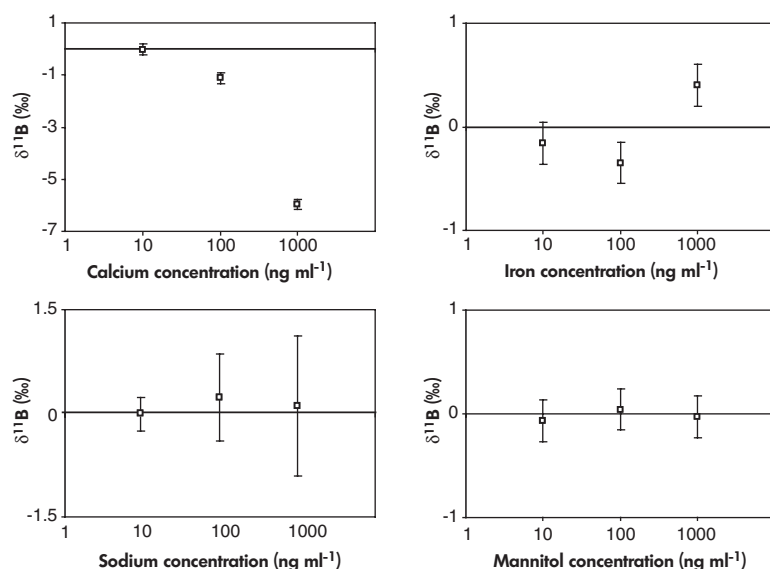 1
-1
-3
-5
-7
δ¹¹B (‰)
1 10 100 1000
Calcium concentration (ng ml⁻¹)
1
0
-1
δ¹¹B (‰)
1 10 100 1000
Iron concentration (ng ml⁻¹)
1.5
0
-1.5
δ¹¹B (‰)
1 10 100 1000
Sodium concentration (ng ml⁻¹)
1
0
-1
δ¹¹B (‰)
1 10 100 1000
Mannitol concentration (ng ml⁻¹)